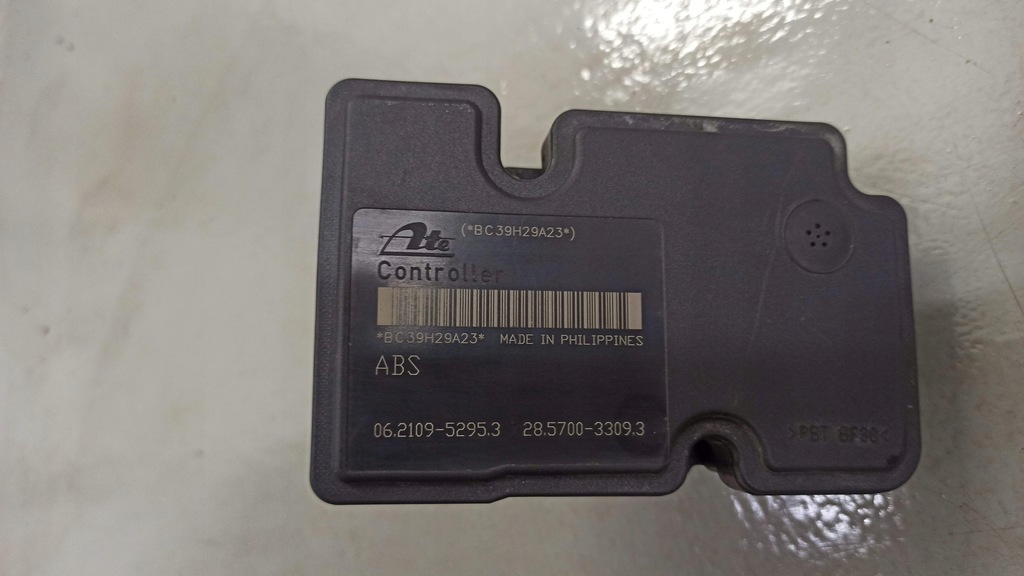 Ate (*BC39H29A23*)
Controller
*BC39H29A23* MADE IN PHILIPPINES
ABS
06.2109-5295.3 28.5700-3309.3
>PBT GF30<